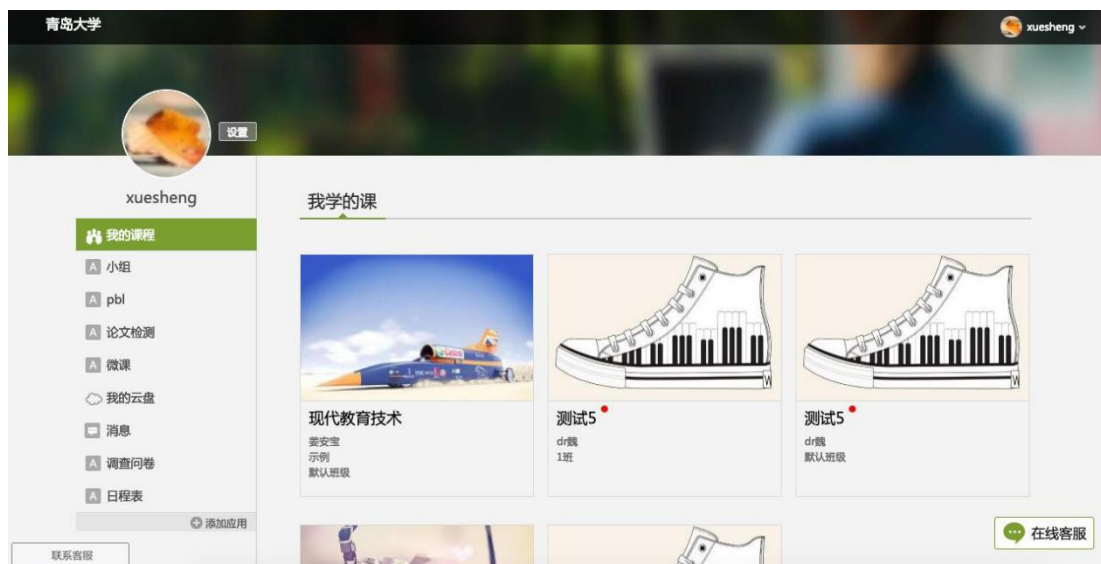 青岛大学
xuesheng
设置
xuesheng
我的课程
小组
pbl
论文检测
微课
我的云盘
消息
调查问卷
日程表
添加应用
联系客服
我学的课
Castrol
现代教育技术
姜安宝
示例
默认班级
W
测试5
dr魏
1班
W
测试5
dr魏
默认班级
在线客服